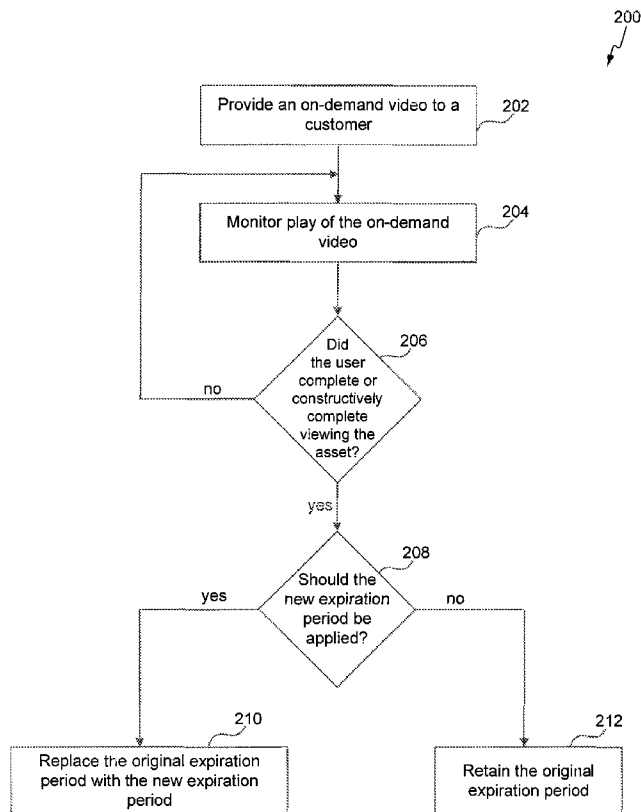 200
Provide an on-demand video to a
customer
202
Monitor play of the on-demand
video
204
Did
the user
complete or
constructively
complete
viewing the
asset?
206
no
yes
Should the
new expiration
period be
applied?
208
yes
no
Replace the original expiration
period with the new expiration
period
210
Retain the original
expiration period
212